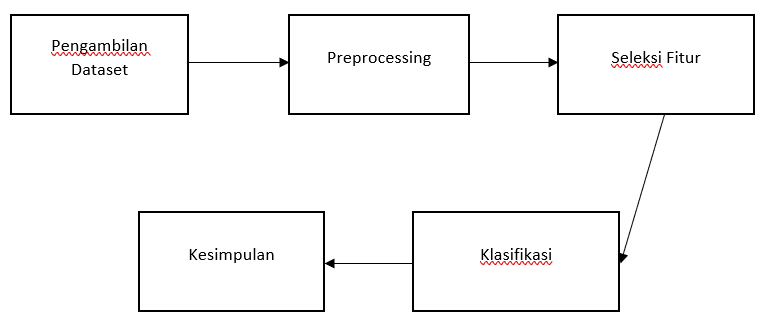 Pengambilan
Dataset
Preprocessing
Seleksi Fitur
Klasifikasi
Kesimpulan